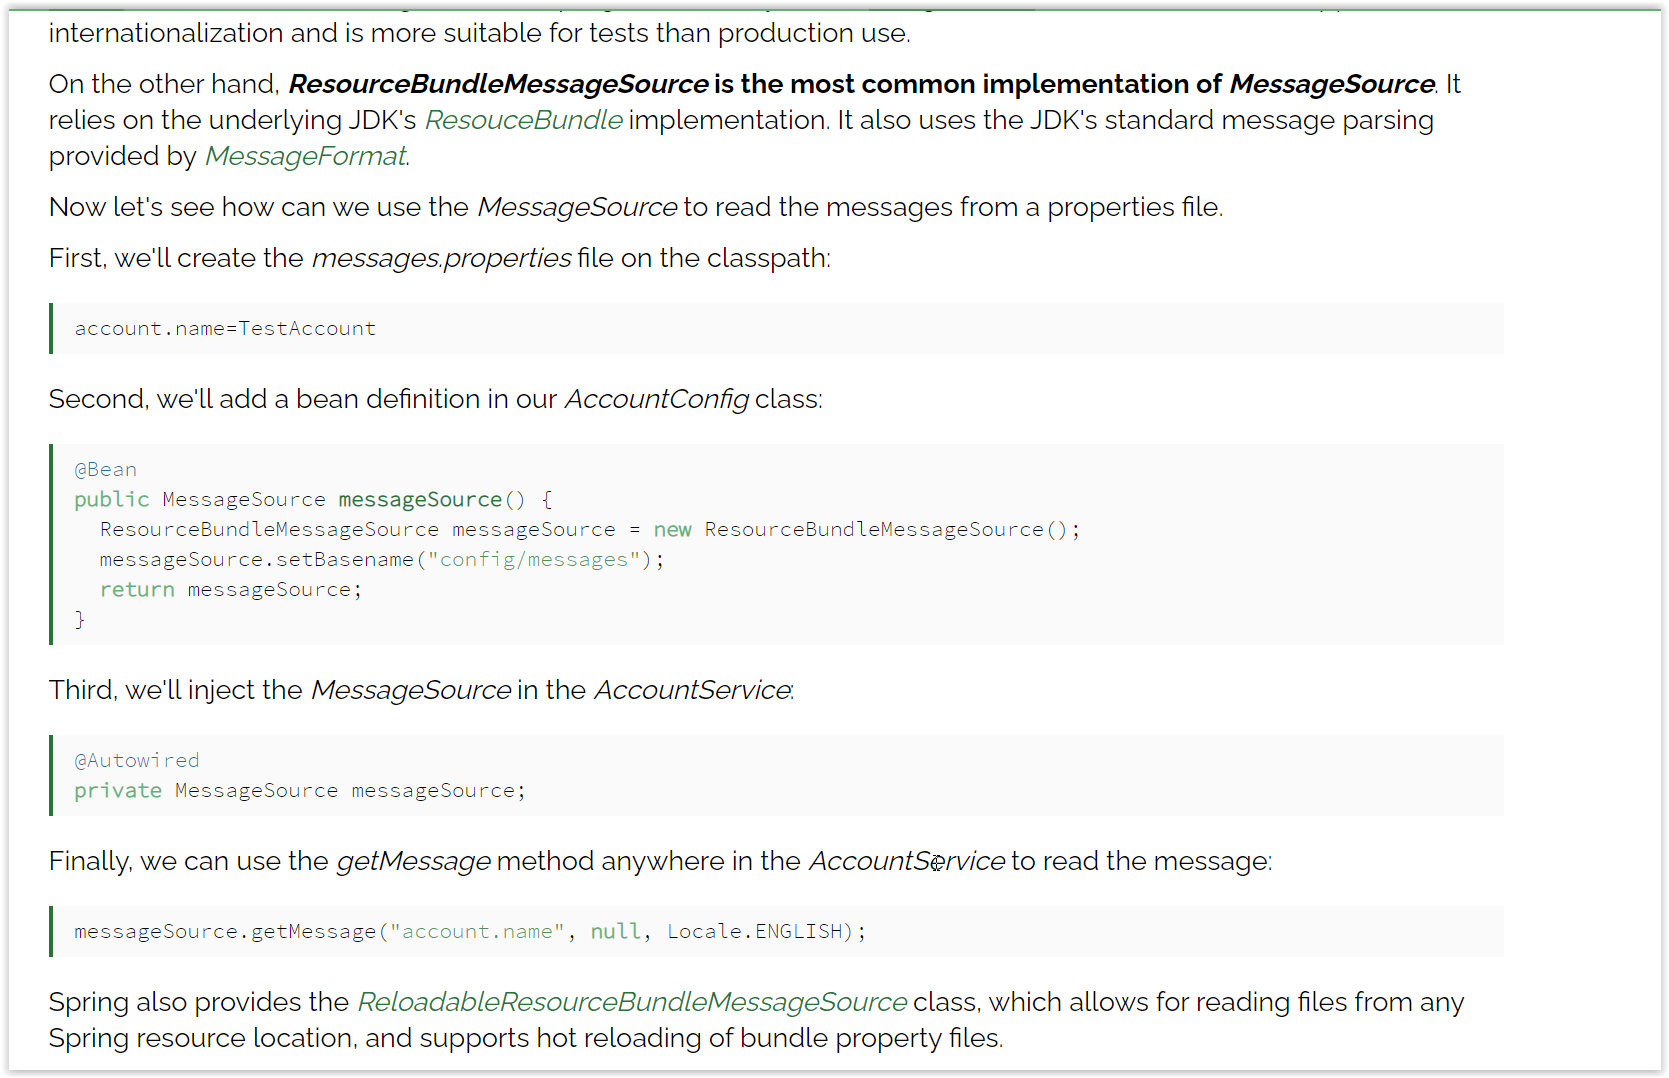 internationalization and is more suitable for tests than production use.
On the other hand, ResourceBundleMessageSource is the most common implementation of MessageSource. It
relies on the underlying JDK's ResouceBundle implementation. It also uses the JDK's standard message parsing
provided by MessageFormat.
Now let's see how can we use the MessageSource to read the messages from a properties file.
First, we'll create the messages.properties file on the classpath:
account.name=TestAccount
Second, we'll add a bean definition in our AccountConfig class:
@Bean
public MessageSource messageSource() {
  ResourceBundleMessageSource messageSource = new ResourceBundleMessageSource();
  messageSource.setBasename("config/messages");
  return messageSource;
}
Third, we'll inject the MessageSource in the AccountService:
@Autowired
private MessageSource messageSource;
Finally, we can use the getMessage method anywhere in the AccountService to read the message:
messageSource.getMessage("account.name", null, Locale.ENGLISH);
Spring also provides the ReloadableResourceBundleMessageSource class, which allows for reading files from any
Spring resource location, and supports hot reloading of bundle property files.